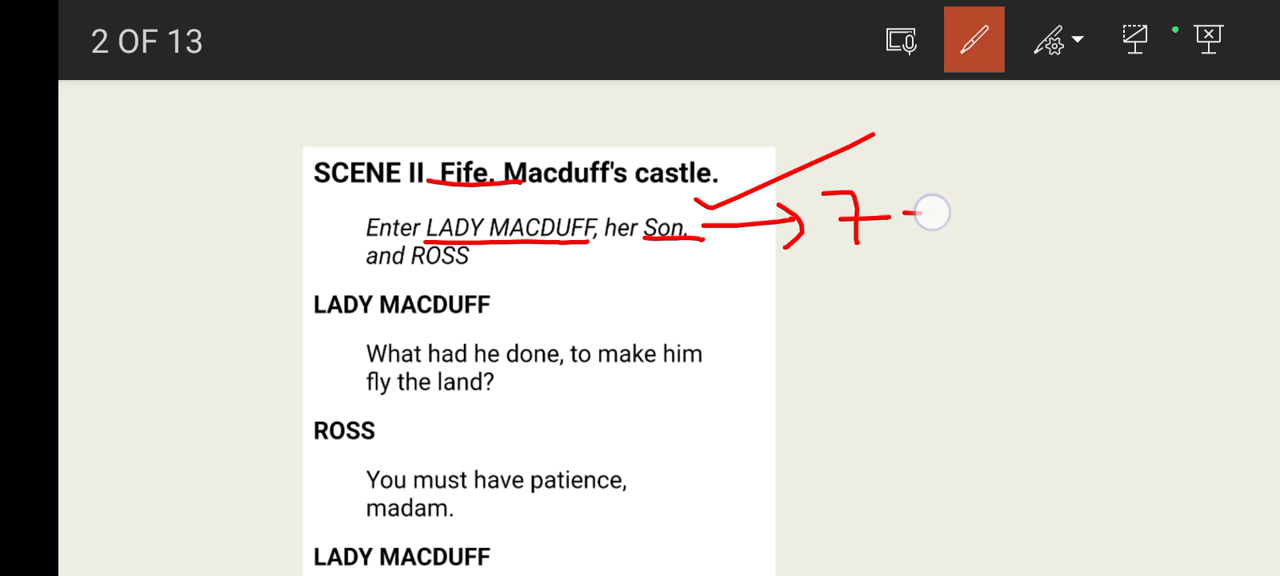 2 OF 13
SCENE II. Fife. Macduff's castle.
Enter LADY MACDUFF, her Son, → 7 -
and ROSS
LADY MACDUFF
What had he done, to make him
fly the land?
ROSS
You must have patience,
madam.
LADY MACDUFF